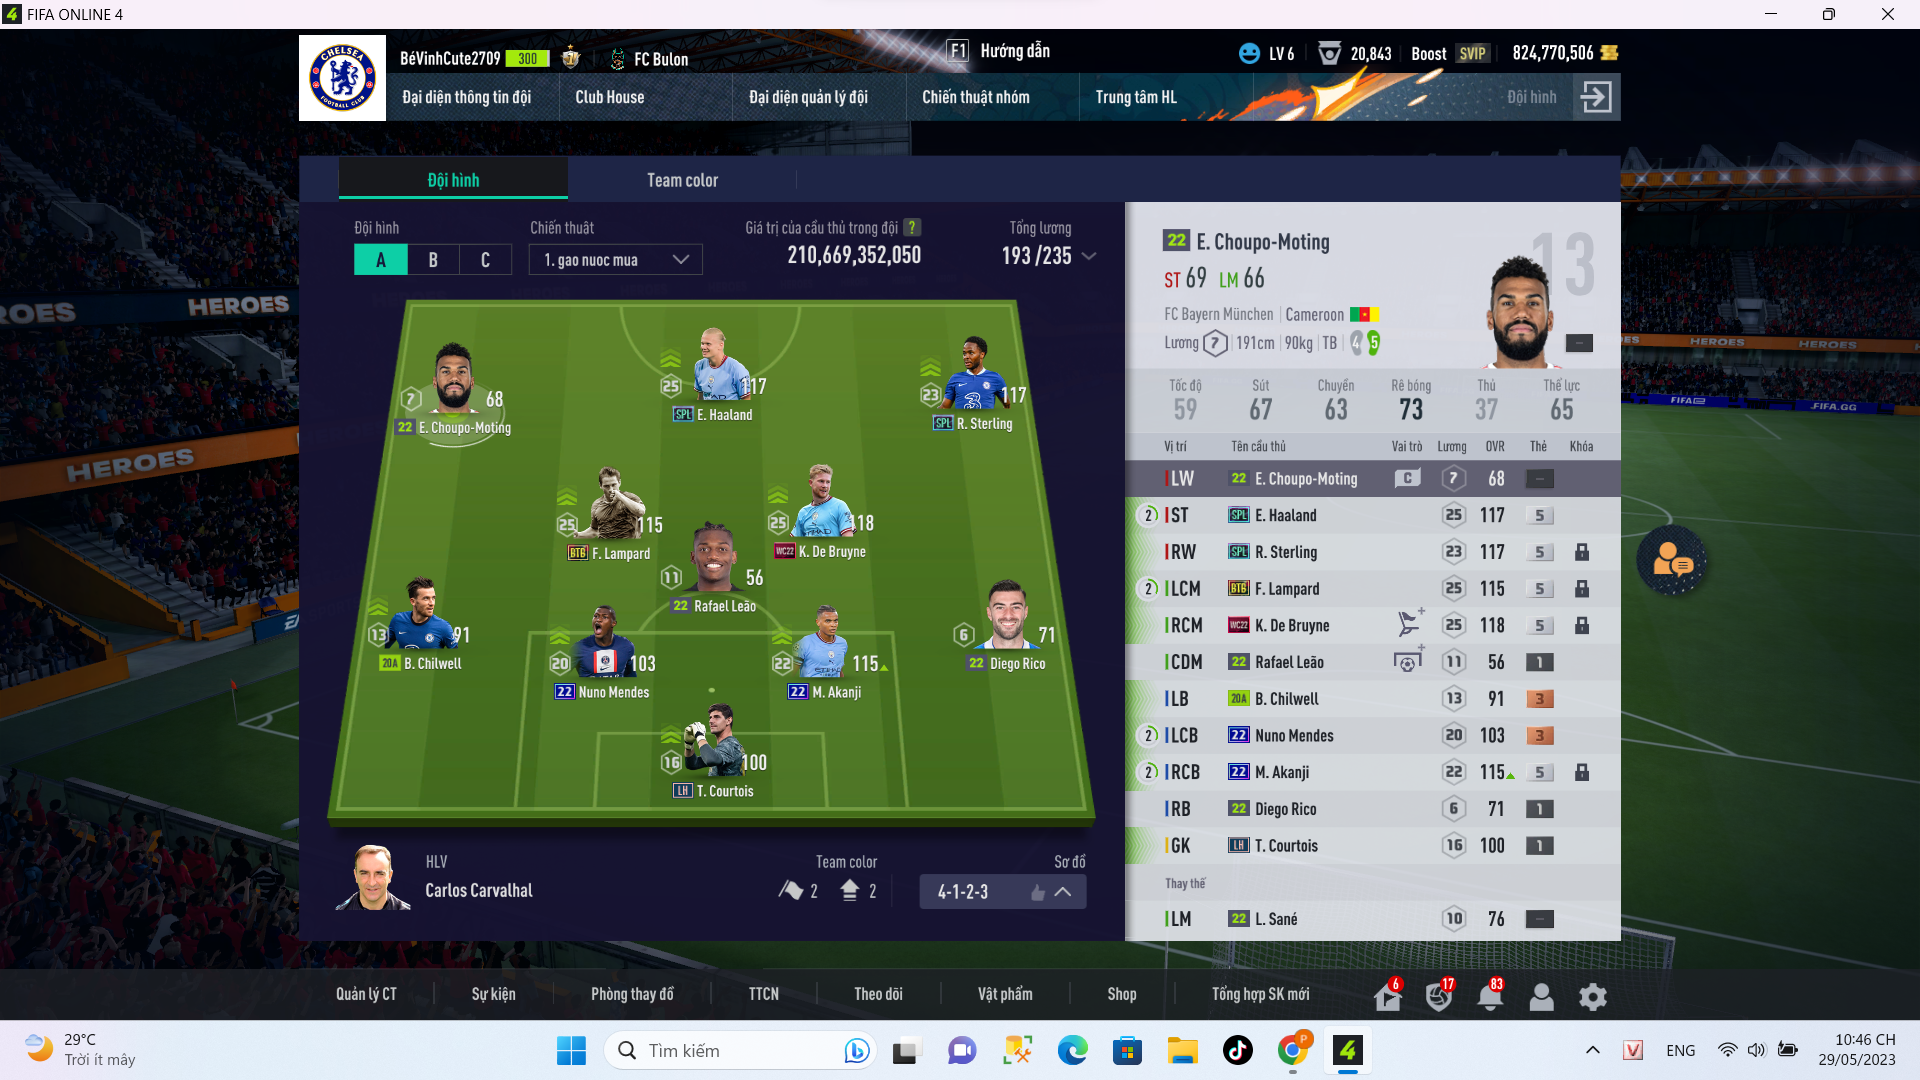 FIFA ONLINE 4
BéVinhCute2709 300 FC Bulon
F1 Hướng dẫn
LV 6 20,843 Boost SVIP 824,770,506
CHELSEA
FOOTBALL CLUB
Đại diện thông tin đội Club House Đại diện quản lý đội Chiến thuật nhóm Trung tâm HL Đội hình
Đội hình Team color
Đội hình Chiến thuật Giá trị của cầu thủ trong đội ? Tổng lương
A B C 1. gao nuoc mua 210,669,352,050 193 /235
7 68
22 E. Choupo-Moting
25 117
SPL E. Haaland
23 117
SPL R. Sterling
25 115
BTB F. Lampard
25 118
WC22 K. De Bruyne
11 56
22 Rafael Leão
13 91
20A B. Chilwell
20 103
22 Nuno Mendes
22 115
22 M. Akanji
6 71
22 Diego Rico
16 100
LH T. Courtois
HLV
Carlos Carvalhal
Team color
2 2
Sơ đồ
4-1-2-3
22 E. Choupo-Moting 13
ST 69 LM 66
FC Bayern München Cameroon
Lương 7 191cm 90kg TB 4 5 –
Tốc độ Sút Chuyền Rê bóng Thủ Thể lực
59 67 63 73 37 65
Vị trí Tên cầu thủ Vai trò Lương OVR Thẻ Khóa
LW 22 E. Choupo-Moting C 7 68 –
2 ST SPL E. Haaland 25 117 5
RW SPL R. Sterling 23 117 5
2 LCM BTB F. Lampard 25 115 5
RCM WC22 K. De Bruyne 25 118 5
CDM 22 Rafael Leão 11 56 1
LB 20A B. Chilwell 13 91 3
2 LCB 22 Nuno Mendes 20 103 3
2 RCB 22 M. Akanji 22 115 5
RB 22 Diego Rico 6 71 1
GK LH T. Courtois 16 100 1
Thay thế
LM 22 L. Sané 10 76 –
HEROES
HEROES
HEROES
HEROES
FIFA.GG
Quản lý CT Sự kiện Phòng thay đồ TTCN Theo dõi Vật phẩm Shop Tổng hợp SK mới 6 17 83
29°C
Trời ít mây
Tìm kiếm
P
4
V ENG
10:46 CH
29/05/2023